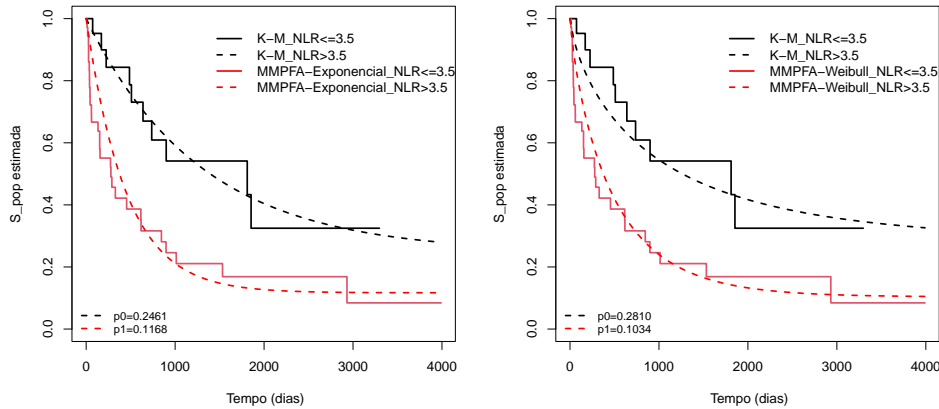 S_pop estimada
1.0
0.8
0.6
0.4
0.2
0.0
K−M_NLR<=3.5
K−M_NLR>3.5
MMPFA−Exponencial_NLR<=3.5
MMPFA−Exponencial_NLR>3.5
p0=0.2461
p1=0.1168
0 1000 2000 3000 4000
Tempo (dias)
S_pop estimada
1.0
0.8
0.6
0.4
0.2
0.0
K−M_NLR<=3.5
K−M_NLR>3.5
MMPFA−Weibull_NLR<=3.5
MMPFA−Weibull_NLR>3.5
p0=0.2810
p1=0.1034
0 1000 2000 3000 4000
Tempo (dias)